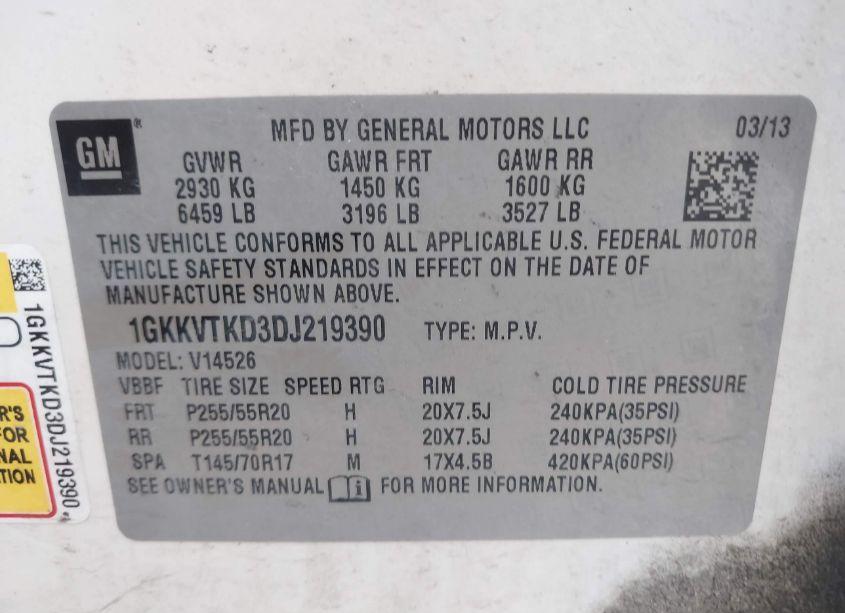 GM
MFD BY GENERAL MOTORS LLC 03/13
GVWR GAWR FRT GAWR RR
2930 KG 1450 KG 1600 KG
6459 LB 3196 LB 3527 LB
THIS VEHICLE CONFORMS TO ALL APPLICABLE U.S. FEDERAL MOTOR
VEHICLE SAFETY STANDARDS IN EFFECT ON THE DATE OF
MANUFACTURE SHOWN ABOVE.
1GKKVTKD3DJ219390 TYPE: M.P.V.
MODEL: V14526
VBBF TIRE SIZE SPEED RTG RIM COLD TIRE PRESSURE
FRT P255/55R20 H 20X7.5J 240KPA(35PSI)
RR P255/55R20 H 20X7.5J 240KPA(35PSI)
SPA T145/70R17 M 17X4.5B 420KPA(60PSI)
SEE OWNER'S MANUAL i FOR MORE INFORMATION.
1GKKVTKD3DJ219390
R'S
FOR
NAL
TION